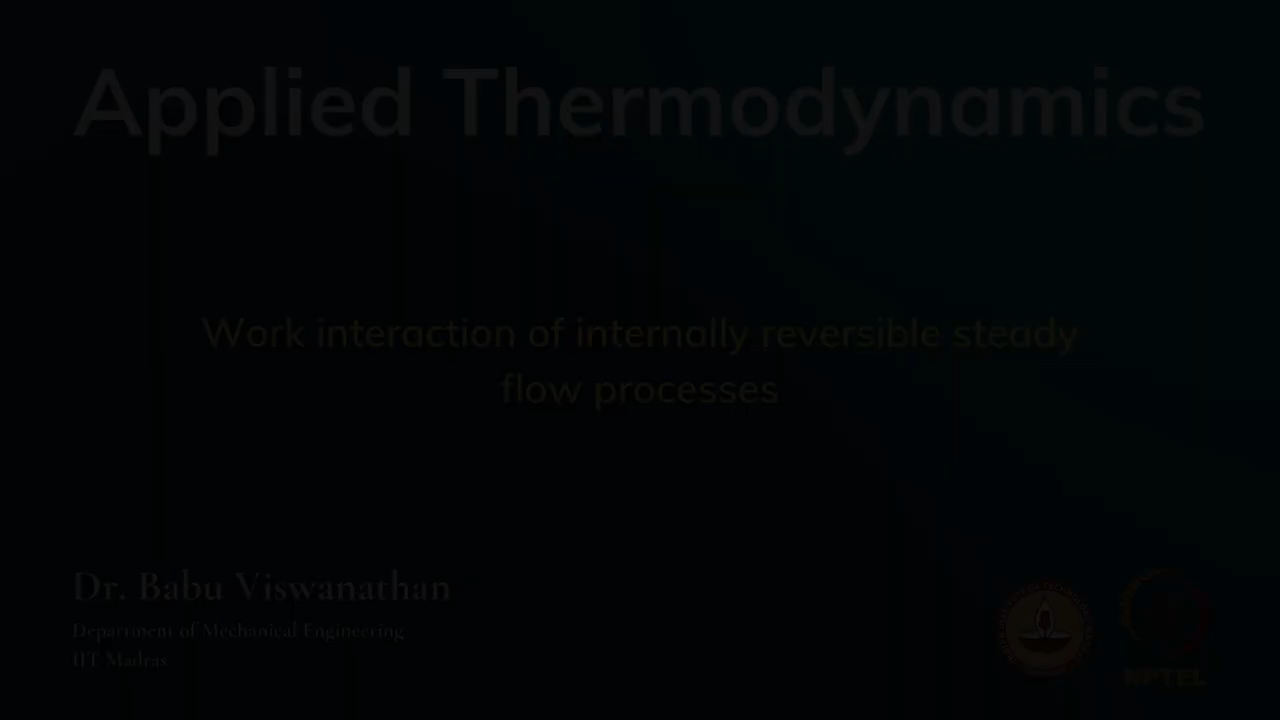 Applied Thermodynamics
Work interaction of internally reversible steady
flow processes
Dr. Babu Viswanathan
Department of Mechanical Engineering
IIT Madras
NPTEL